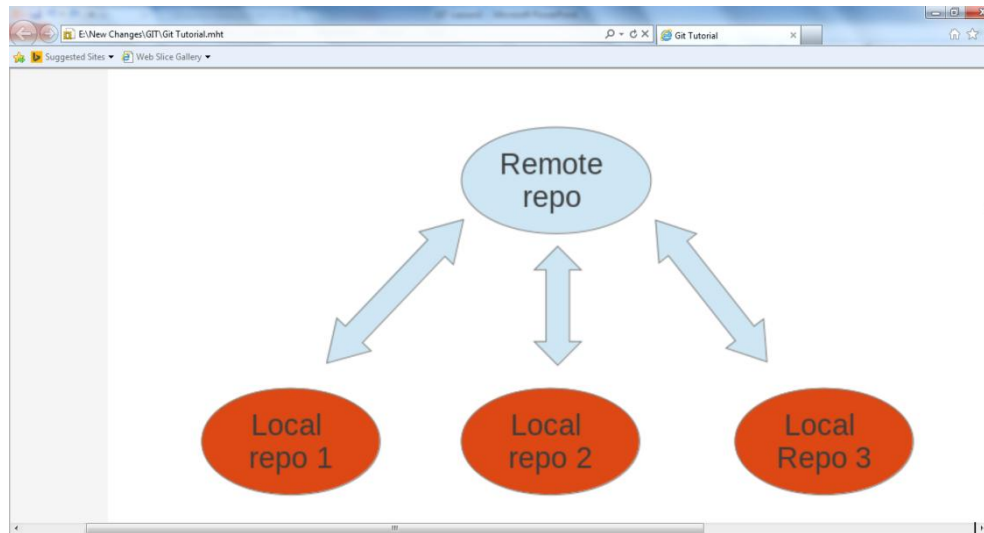 E:\New Changes\GIT\Git Tutorial.mht
Git Tutorial
Suggested Sites
Web Slice Gallery
Remote
repo
Local
repo 1
Local
repo 2
Local
Repo 3